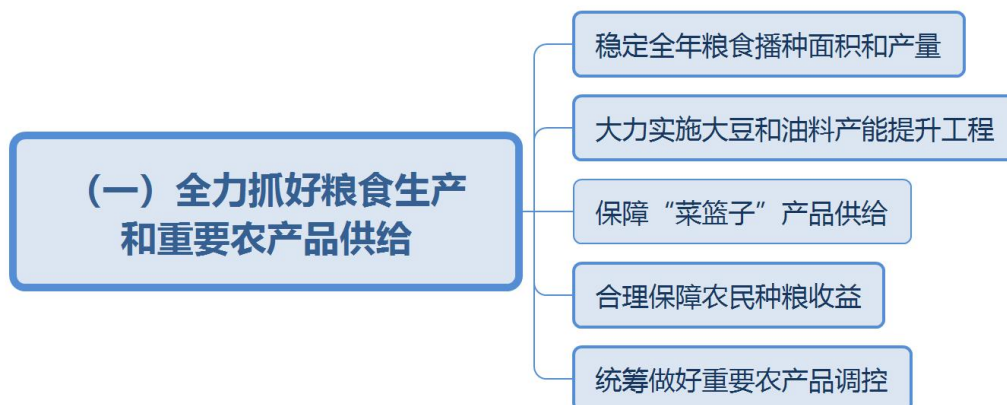 （一）全力抓好粮食生产
和重要农产品供给
稳定全年粮食播种面积和产量
大力实施大豆和油料产能提升工程
保障“菜篮子”产品供给
合理保障农民种粮收益
统筹做好重要农产品调控